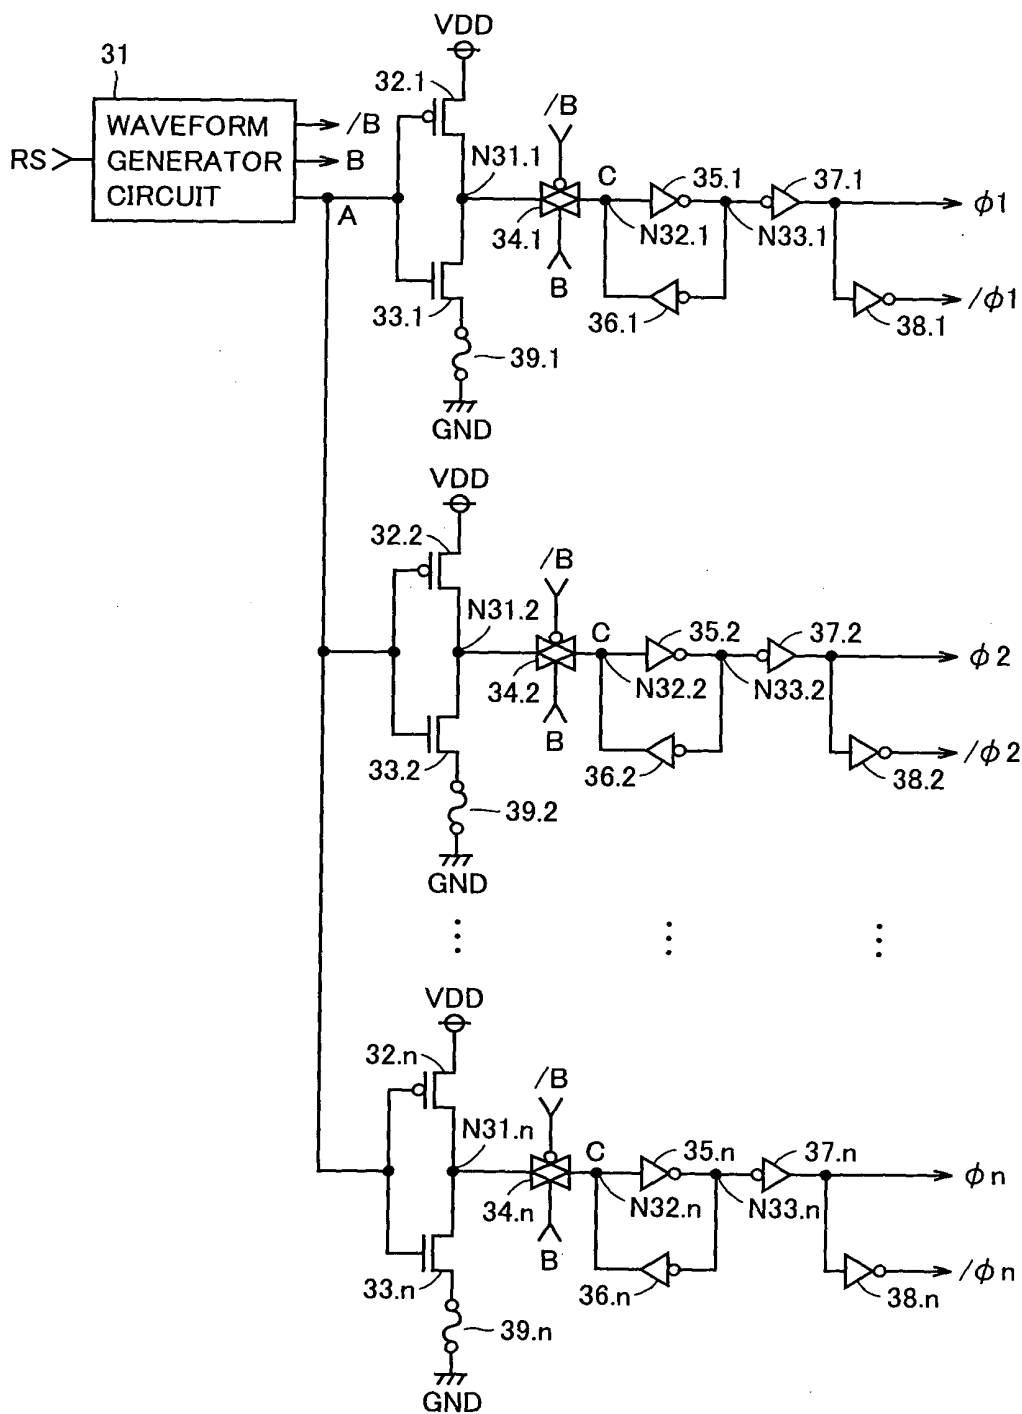 VDD
31
32.1
WAVEFORM
GENERATOR
CIRCUIT
/B
B
RS
A
N31.1
/B
34.1
B
C
35.1
N32.1
37.1
N33.1
36.1
ϕ1
/ϕ1
38.1
33.1
39.1
GND
VDD
32.2
/B
N31.2
34.2
B
C
35.2
N32.2
37.2
N33.2
36.2
ϕ2
/ϕ2
38.2
33.2
39.2
GND
VDD
32.n
/B
N31.n
34.n
B
C
35.n
N32.n
37.n
N33.n
36.n
ϕn
/ϕn
38.n
33.n
39.n
GND